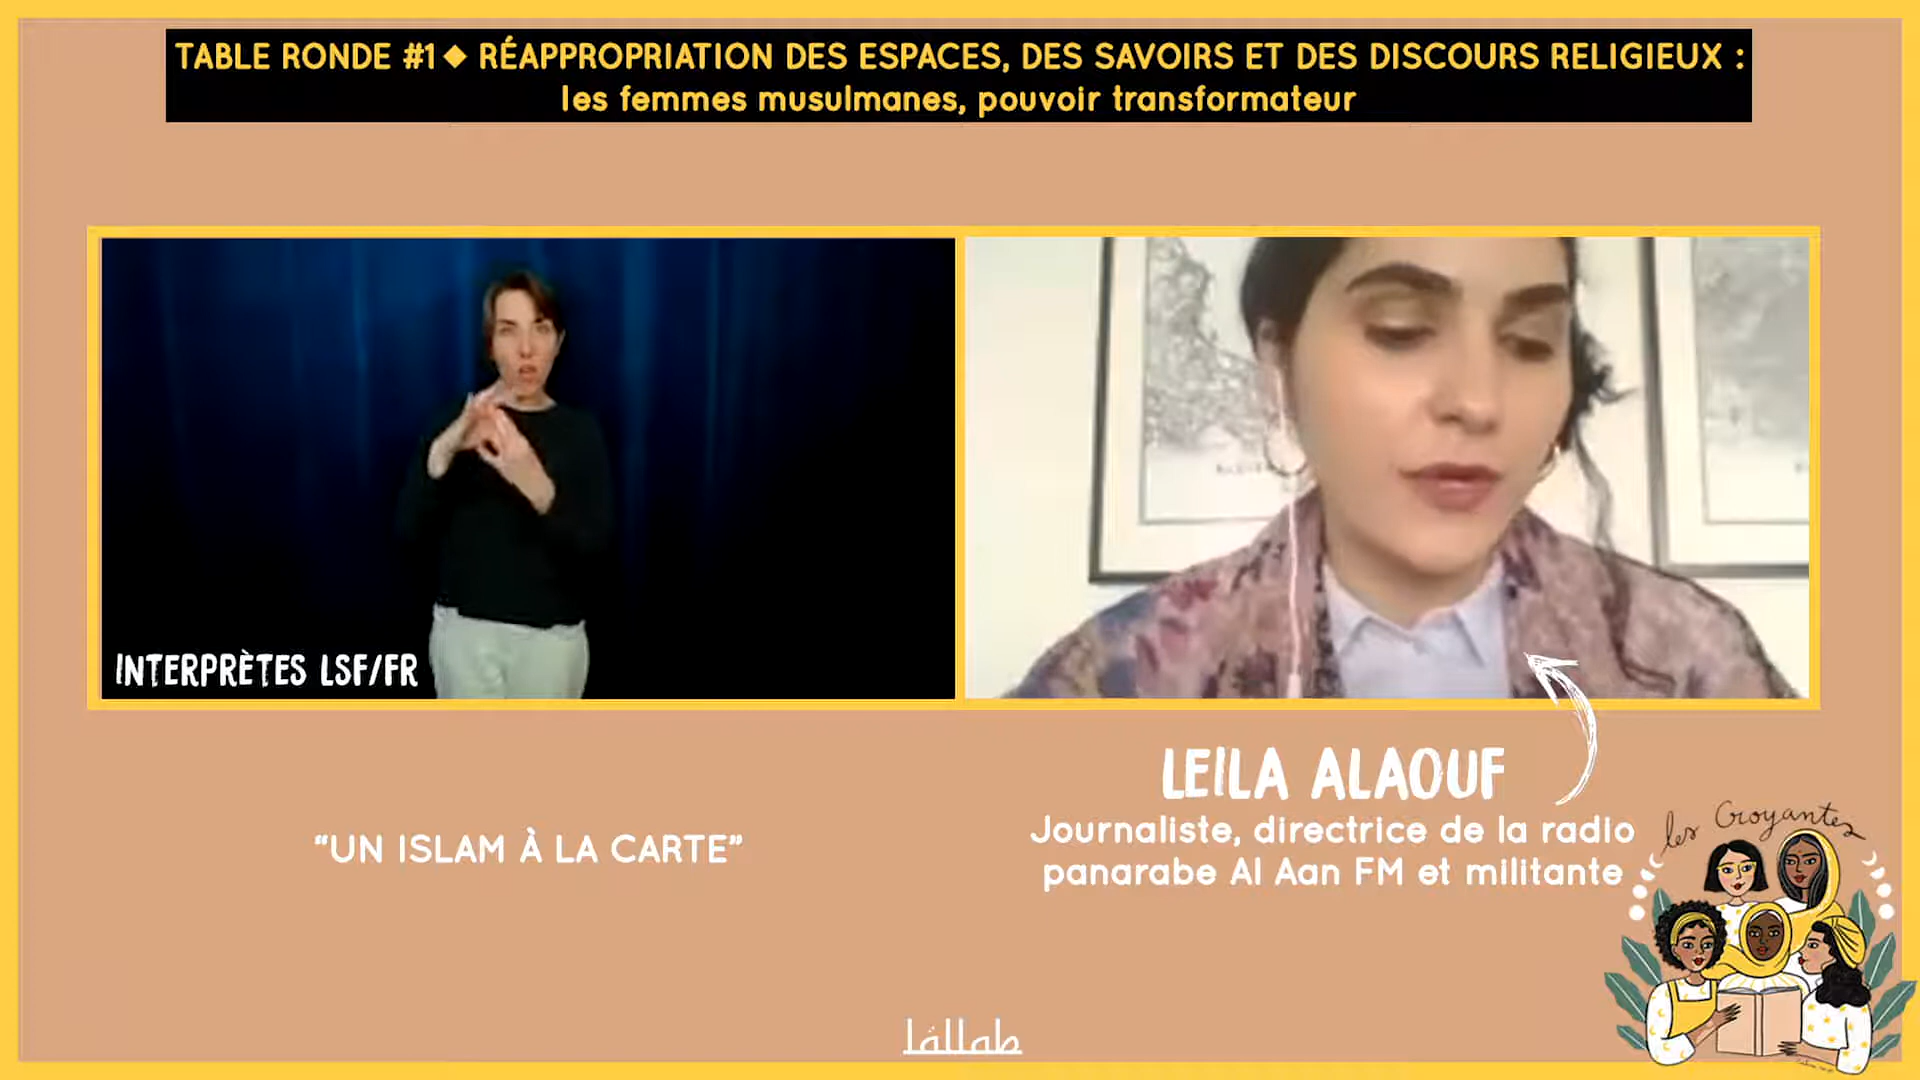 TABLE RONDE #1◆ RÉAPPROPRIATION DES ESPACES, DES SAVOIRS ET DES DISCOURS RELIGIEUX :
les femmes musulmanes, pouvoir transformateur
INTERPRÈTES LSF/FR
LEILA ALAOUF
Journaliste, directrice de la radio
panarabe Al Aan FM et militante
“UN ISLAM À LA CARTE”
les Croyantes
lallab